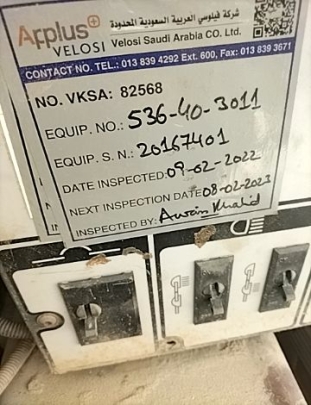 Applus+
VELOSI
شركة فيلوسي العربية السعودية المحدودة
Velosi Saudi Arabia CO. Ltd.
CONTACT NO. TEL.: 013 839 4292 Ext. 600, Fax: 013 839 3671
NO. VKSA: 82568
EQUIP. NO.: 536-40-3011
EQUIP. S. N.: 20167401
DATE INSPECTED: 09-02-2022
NEXT INSPECTION DATE: 08-02-2023
INSPECTED BY: Awais Khalid